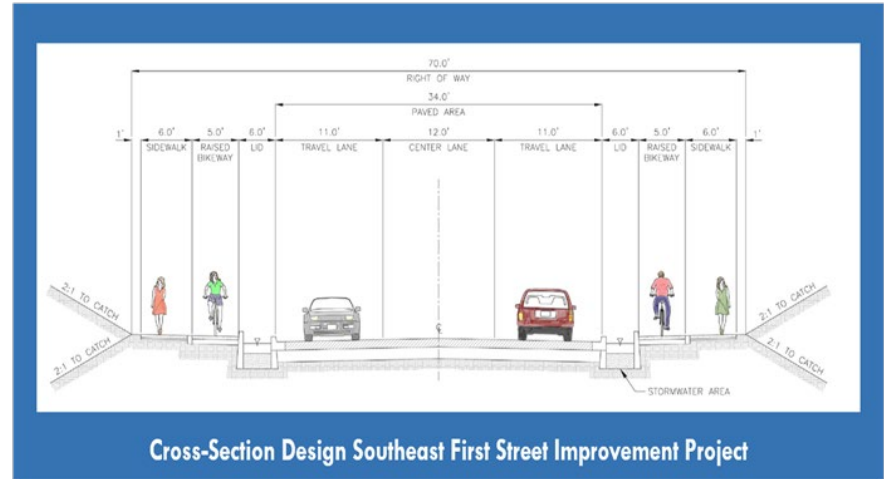 70.0'
RIGHT OF WAY
34.0'
PAVED AREA
1' 6.0' 5.0' 6.0' 11.0' 12.0' 11.0' 6.0' 5.0' 6.0' 1'
SIDEWALK RAISED LID TRAVEL LANE CENTER LANE TRAVEL LANE LID RAISED SIDEWALK
BIKEWAY BIKEWAY
2:1 TO CATCH 2:1 TO CATCH
2:1 TO CATCH 2:1 TO CATCH
STORMWATER AREA
Cross-Section Design Southeast First Street Improvement Project